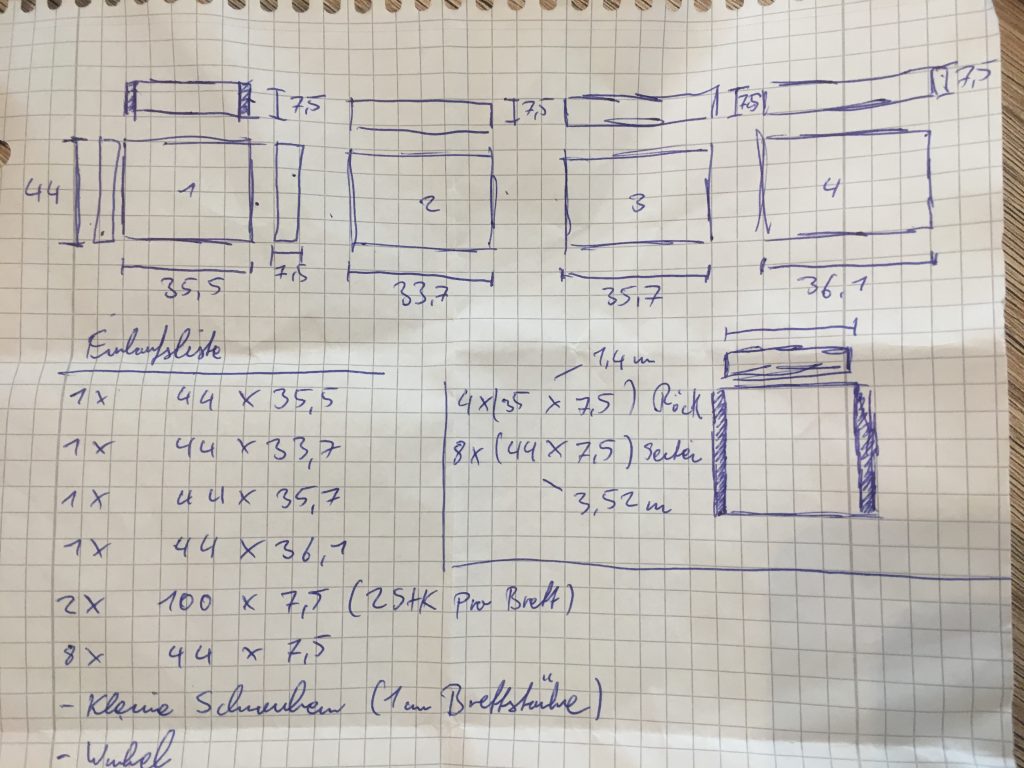 7,5
7,5
7,5
7,5
44
1
2
3
4
35,5
7,5
33,7
35,7
36,1
Einkaufsliste
1x 44 x 35,5
1x 44 x 33,7
1x 44 x 35,7
1x 44 x 36,1
2x 100 x 7,5 (2 Stk pro Brett)
8x 44 x 7,5
- Kleine Schrauben (1cm Brettstärke)
- Winkel
1,4 m
4x(35 x 7,5) Rück
8x (44 x 7,5) Seiten
3,52 m